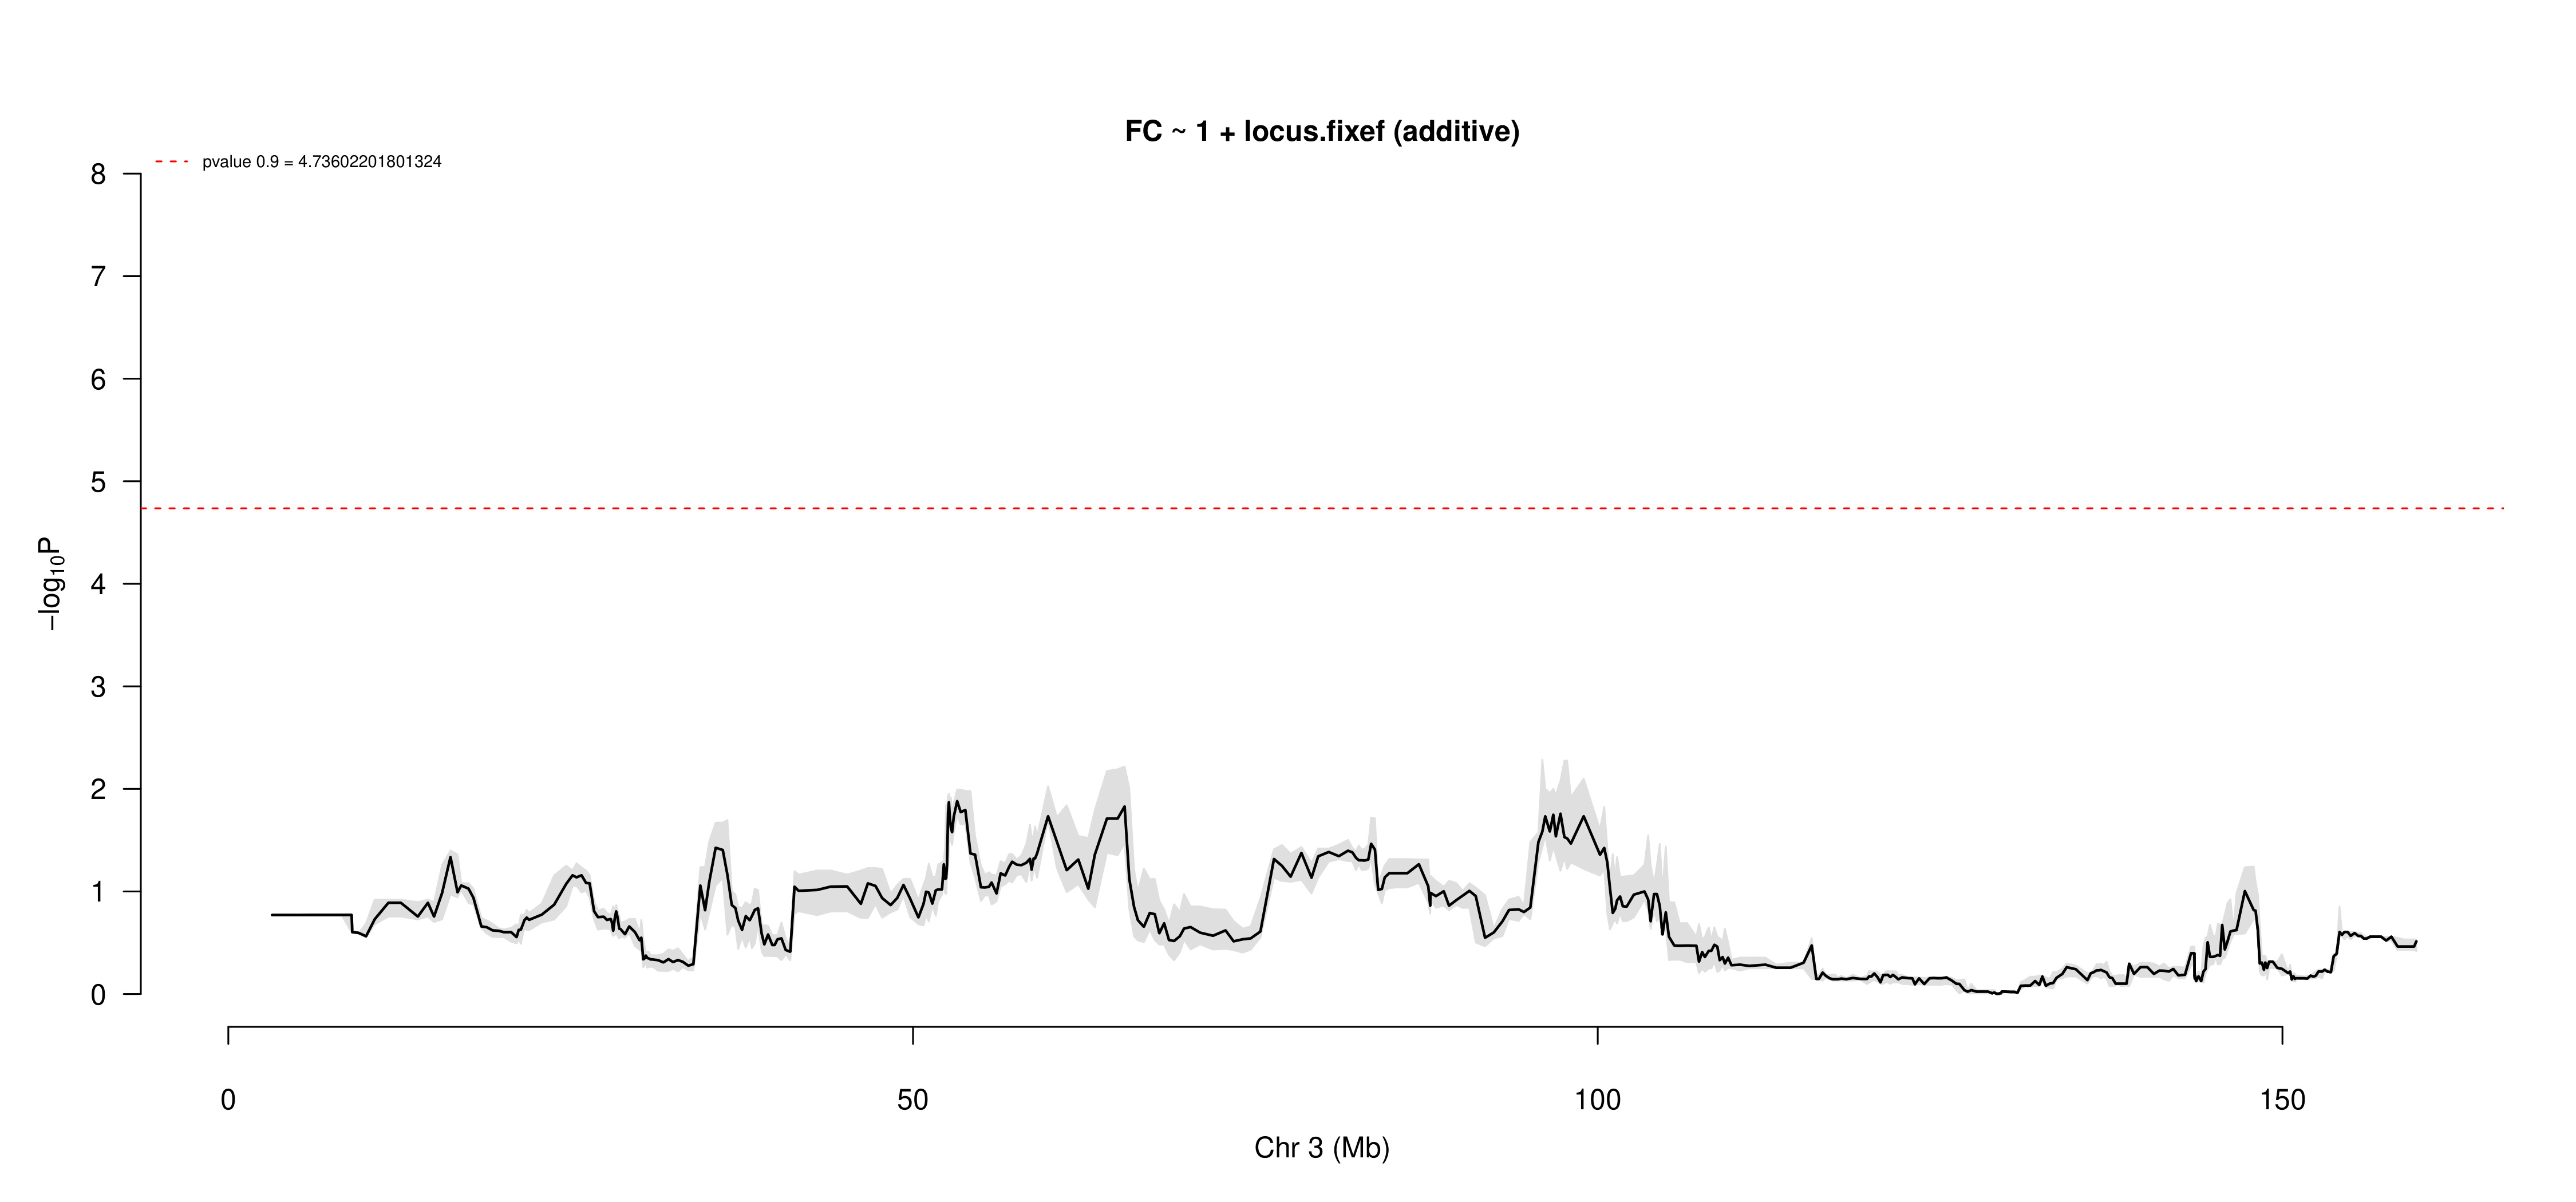 FC ~ 1 + locus.fixef (additive)
pvalue 0.9 = 4.73602201801324
8
7
6
5
4
3
2
1
0
−log10P
0 50 100 150
Chr 3 (Mb)